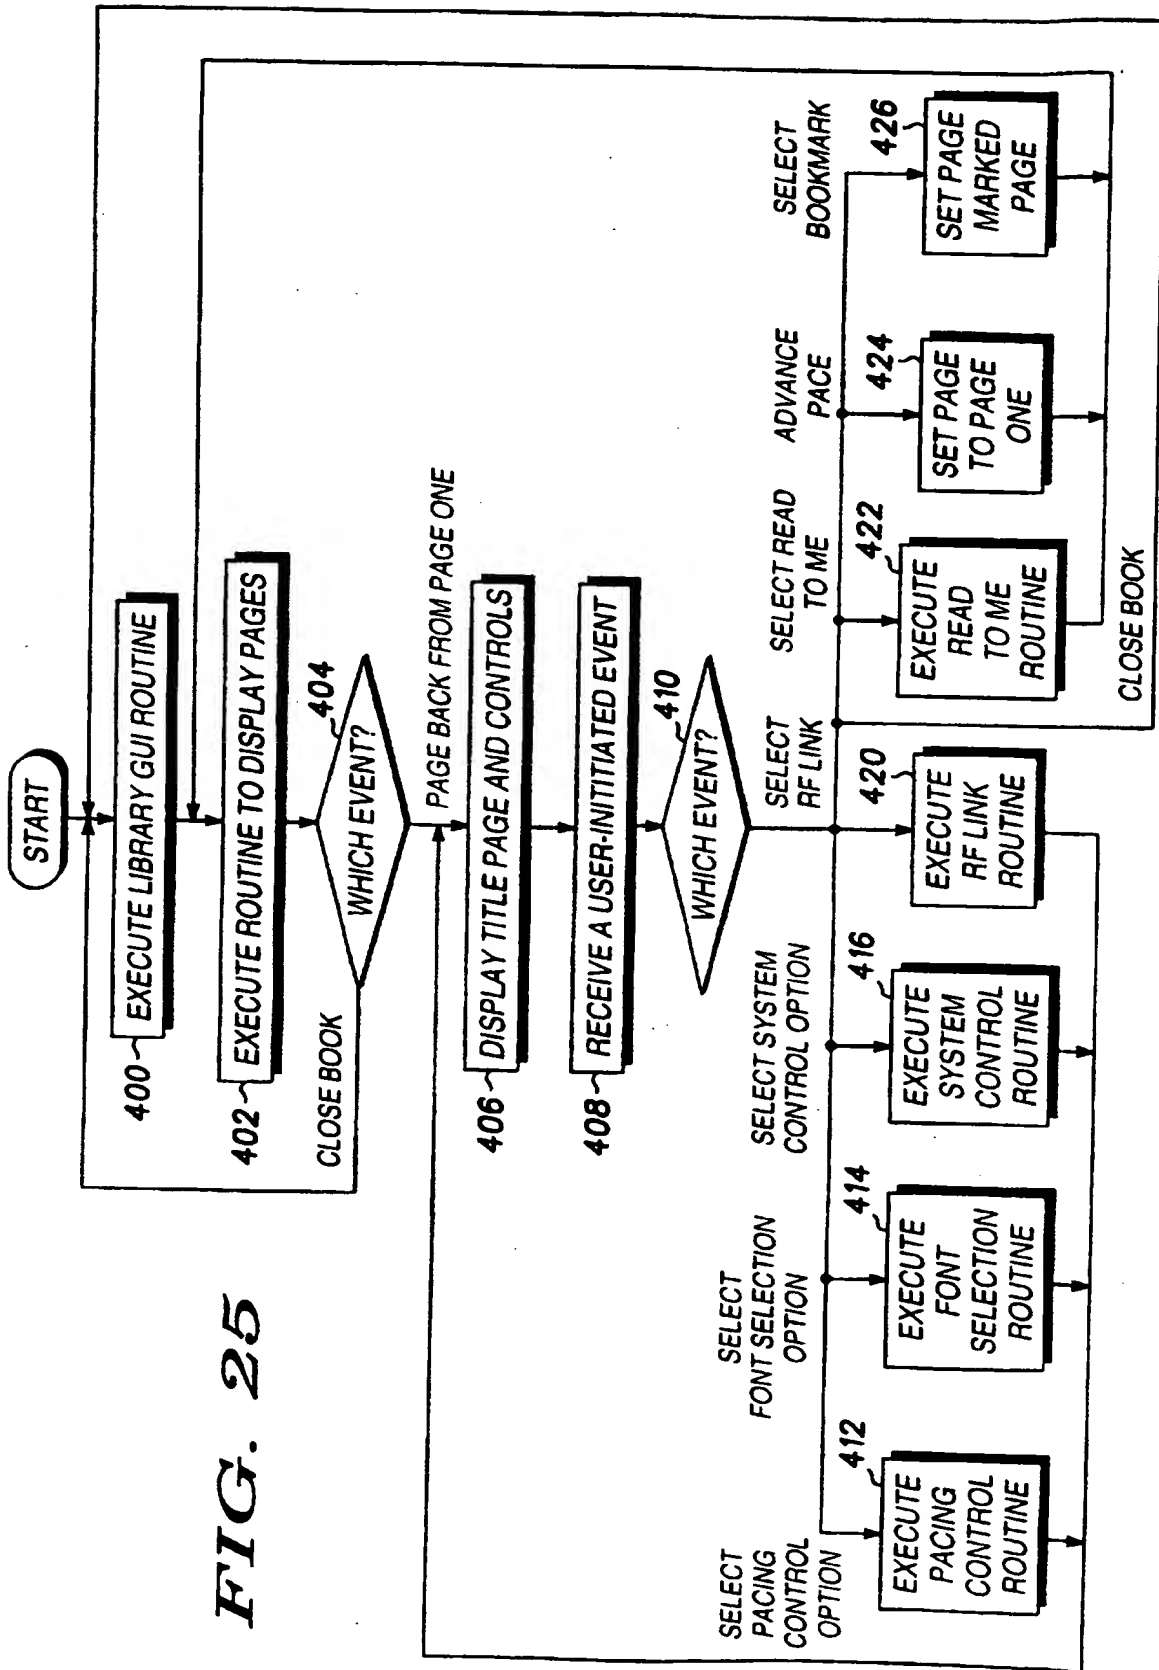 FIG. 25
START
400
EXECUTE LIBRARY GUI ROUTINE
402
EXECUTE ROUTINE TO DISPLAY PAGES
404
WHICH EVENT?
CLOSE BOOK
PAGE BACK FROM PAGE ONE
406
DISPLAY TITLE PAGE AND CONTROLS
408
RECEIVE A USER-INITIATED EVENT
410
WHICH EVENT?
SELECT
PACING
CONTROL
OPTION
412
EXECUTE
PACING
CONTROL
ROUTINE
SELECT
FONT SELECTION
OPTION
414
EXECUTE
FONT
SELECTION
ROUTINE
SELECT SYSTEM
CONTROL OPTION
416
EXECUTE
SYSTEM
CONTROL
ROUTINE
SELECT
RF LINK
420
EXECUTE
RF LINK
ROUTINE
SELECT READ
TO ME
422
EXECUTE
READ
TO ME
ROUTINE
ADVANCE
PACE
424
SET PAGE
TO PAGE
ONE
SELECT
BOOKMARK
426
SET PAGE
MARKED
PAGE
CLOSE BOOK